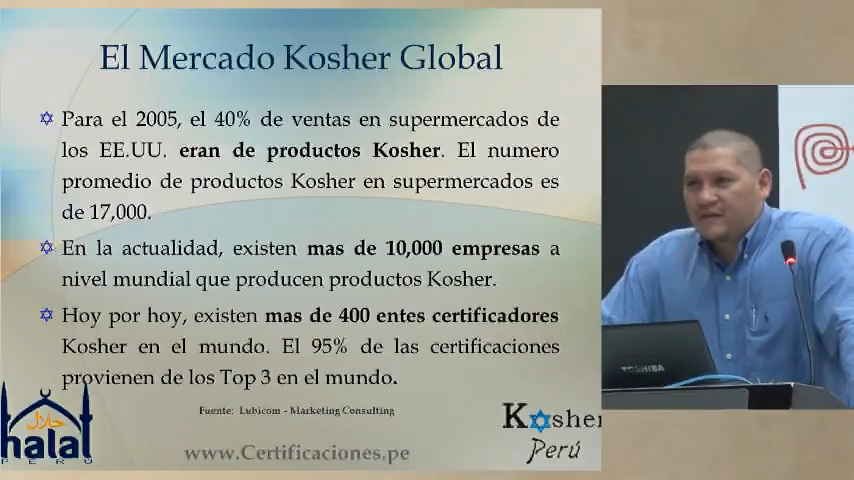 El Mercado Kosher Global
Para el 2005, el 40% de ventas en supermercados de
los EE.UU. eran de productos Kosher. El numero
promedio de productos Kosher en supermercados es
de 17,000.
En la actualidad, existen mas de 10,000 empresas a
nivel mundial que producen productos Kosher.
Hoy por hoy, existen mas de 400 entes certificadores
Kosher en el mundo. El 95% de las certificaciones
provienen de los Top 3 en el mundo.
Fuente: Lubicom - Marketing Consulting
حلال
halal
PERU
www.Certificaciones.pe
Kosher
Perú
TOSHIBA